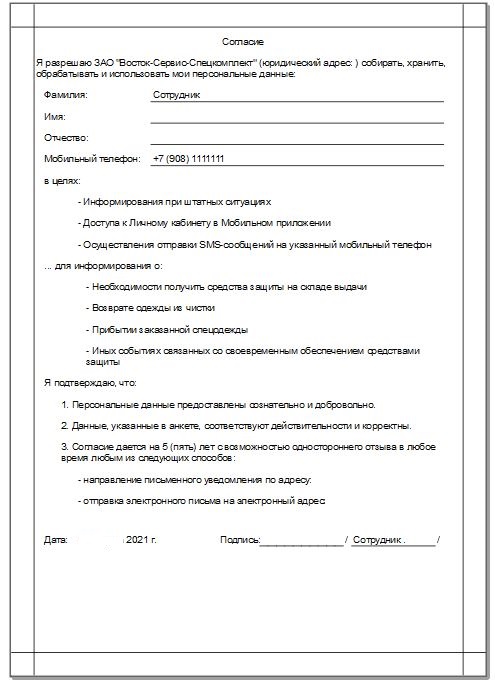 Согласие
Я разрешаю ЗАО "Восток-Сервис-Спецкомплект" (юридический адрес: ) собирать, хранить,
обрабатывать и использовать мои персональные данные:
Фамилия: Сотрудник
Имя:
Отчество:
Мобильный телефон: +7 (908) 1111111
в целях:
- Информирования при штатных ситуациях
- Доступа к Личному кабинету в Мобильном приложении
- Осуществления отправки SMS-сообщений на указанный мобильный телефон
... для информирования о:
- Необходимости получить средства защиты на складе выдачи
- Возврате одежды из чистки
- Прибытии заказанной спецодежды
- Иных событиях связанных со своевременным обеспечением средствами
защиты
Я подтверждаю, что:
1. Персональные данные предоставлены сознательно и добровольно.
2. Данные, указанные в анкете, соответствуют действительности и корректны.
3. Согласие дается на 5 (пять) лет с возможностью одностороннего отзыва в любое
время любым из следующих способов:
- направление письменного уведомления по адресу:
- отправка электронного письма на электронный адрес:
Дата: 2021 г. Подпись:________________ / Сотрудник . /